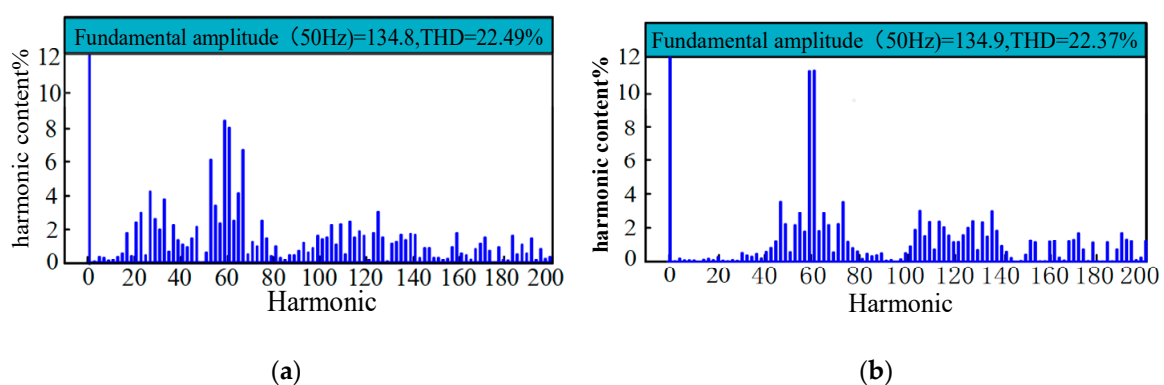 Fundamental amplitude（50Hz)=134.8,THD=22.49%
harmonic content%
12
10
8
6
4
2
0
0 20 40 60 80 100 120 140 160 180 200
Harmonic
(a)
Fundamental amplitude（50Hz)=134.9,THD=22.37%
harmonic content%
12
10
8
6
4
2
0
0 20 40 60 80 100 120 140 160 180 200
Harmonic
(b)